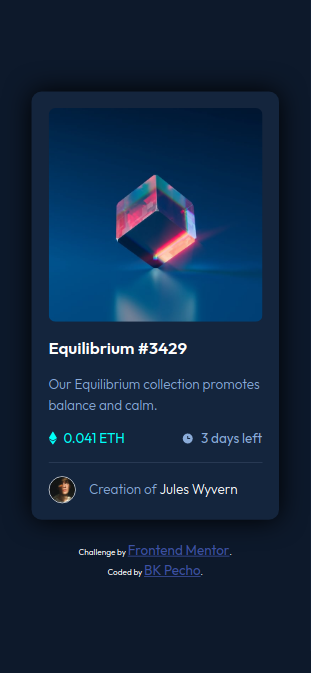 Equilibrium #3429
Our Equilibrium collection promotes
balance and calm.
0.041 ETH
3 days left
Creation of Jules Wyvern
Challenge by Frontend Mentor.
Coded by BK Pecho.